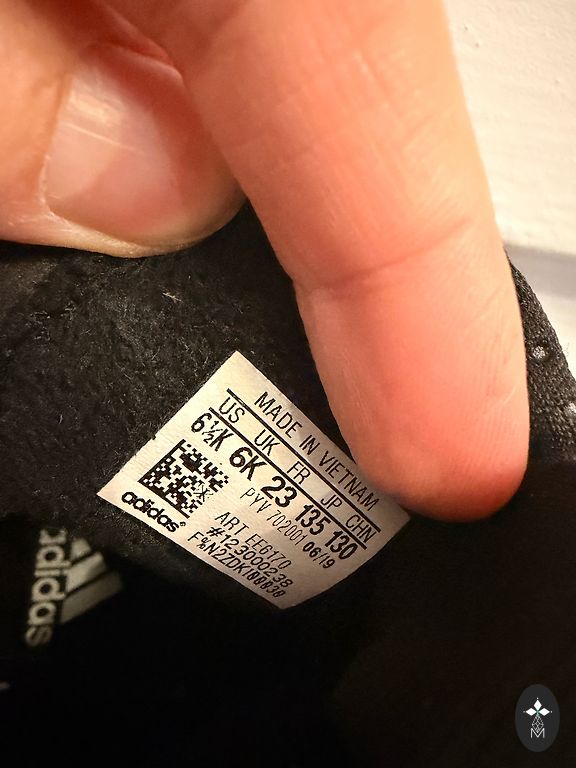 MADE IN VIETNAM
US UK FR JP CHN
6½K 6K 23 135 130
PYV 702001 06/19
ART EE6170
#123000238
adidas®
adidas
M